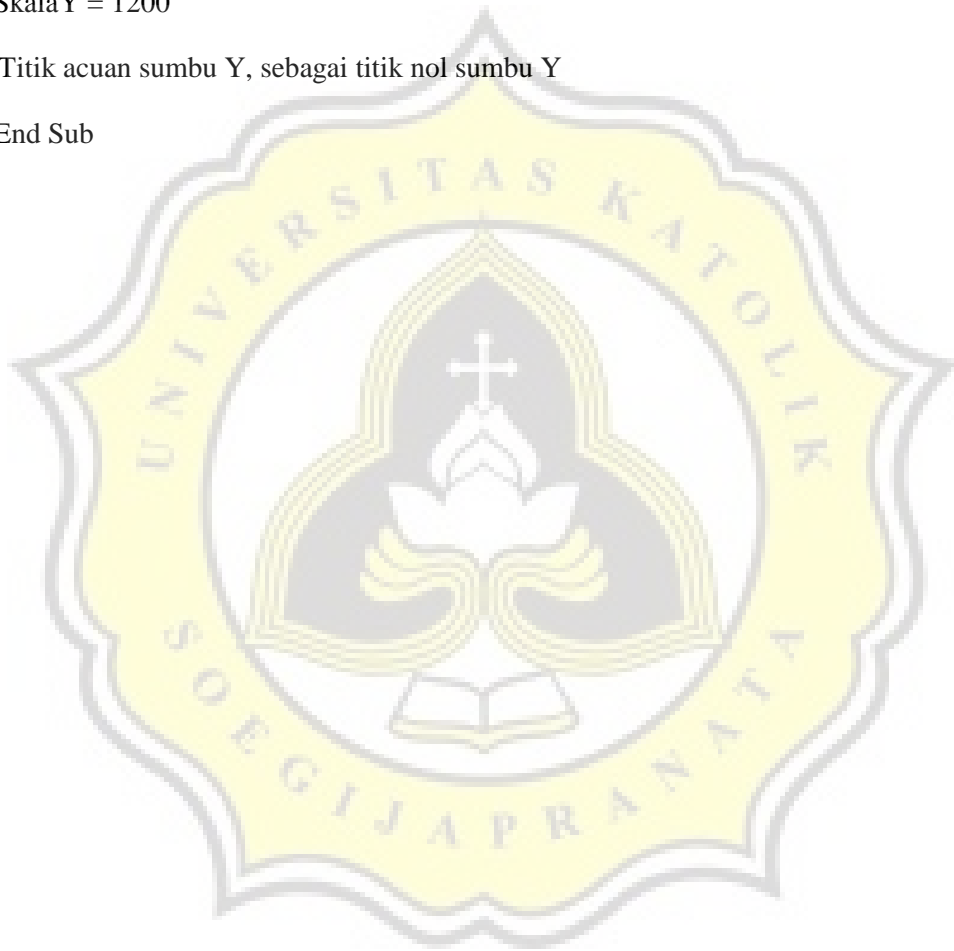 SkalaY = 1200
Titik acuan sumbu Y, sebagai titik nol sumbu Y
End Sub
UNIVERSITAS KATOLIK
SOEGIJAPRANATA